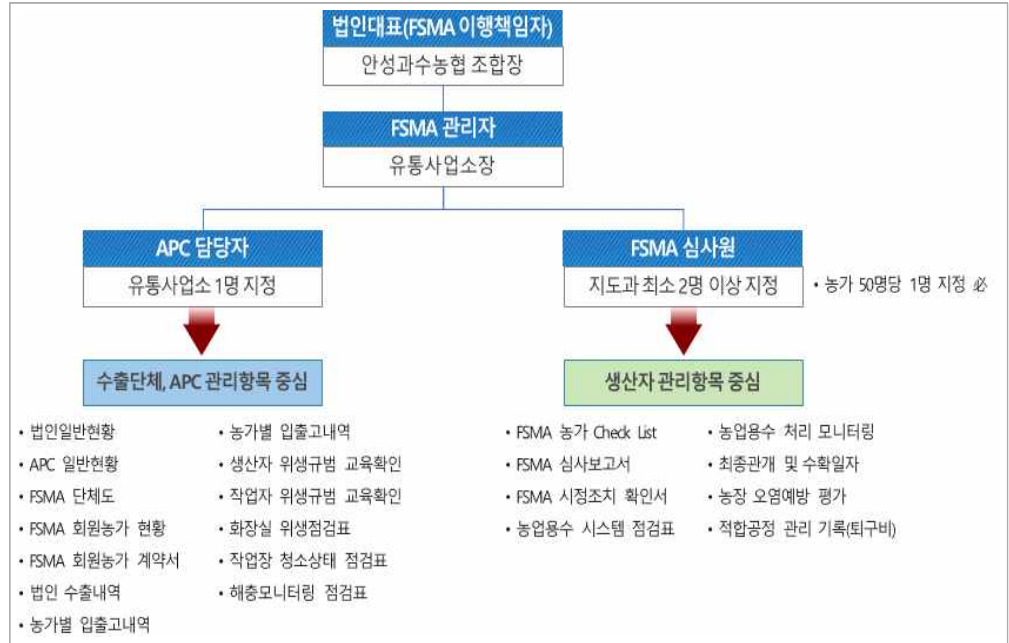 법인대표(FSMA 이행책임자)
안성과수농협 조합장
FSMA 관리자
유통사업소장
APC 담당자
유통사업소 1명 지정
FSMA 심사원
지도과 최소 2명 이상 지정
• 농가 50명당 1명 지정 必
수출단체, APC 관리항목 중심
• 법인일반현황
• APC 일반현황
• FSMA 단체도
• FSMA 회원농가 현황
• FSMA 회원농가 계약서
• 법인 수출내역
• 농가별 입출고내역
• 농가별 입출고내역
• 생산자 위생규범 교육확인
• 작업자 위생규범 교육확인
• 화장실 위생점검표
• 작업장 청소상태 점검표
• 해충모니터링 점검표
생산자 관리항목 중심
• FSMA 농가 Check List
• FSMA 심사보고서
• FSMA 시정조치 확인서
• 농업용수 시스템 점검표
• 농업용수 처리 모니터링
• 최종관개 및 수확일자
• 농장 오염예방 평가
• 적합공정 관리 기록(퇴구비)